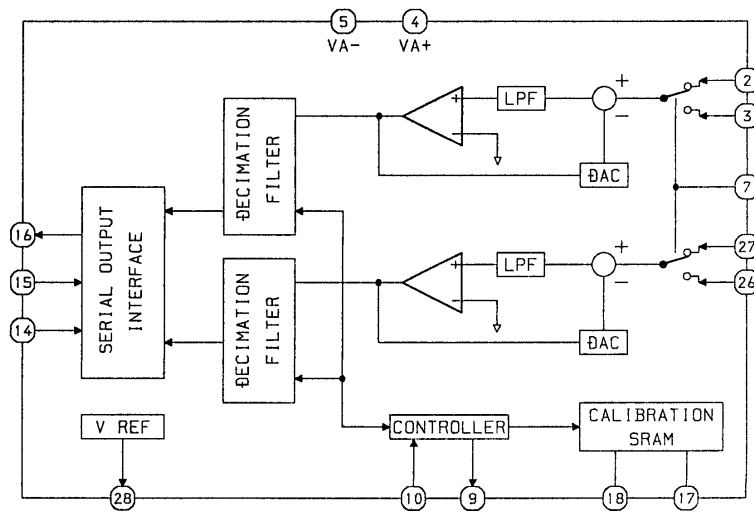 5 4
VA- VA+
2
LPF
+
-
3
+
-
DECIMATION
FILTER
DAC
7
16
SERIAL OUTPUT
INTERFACE
27
15
LPF
+
-
26
+
-
14
DECIMATION
FILTER
DAC
V REF
CONTROLLER
CALIBRATION
SRAM
28 10 9 18 17